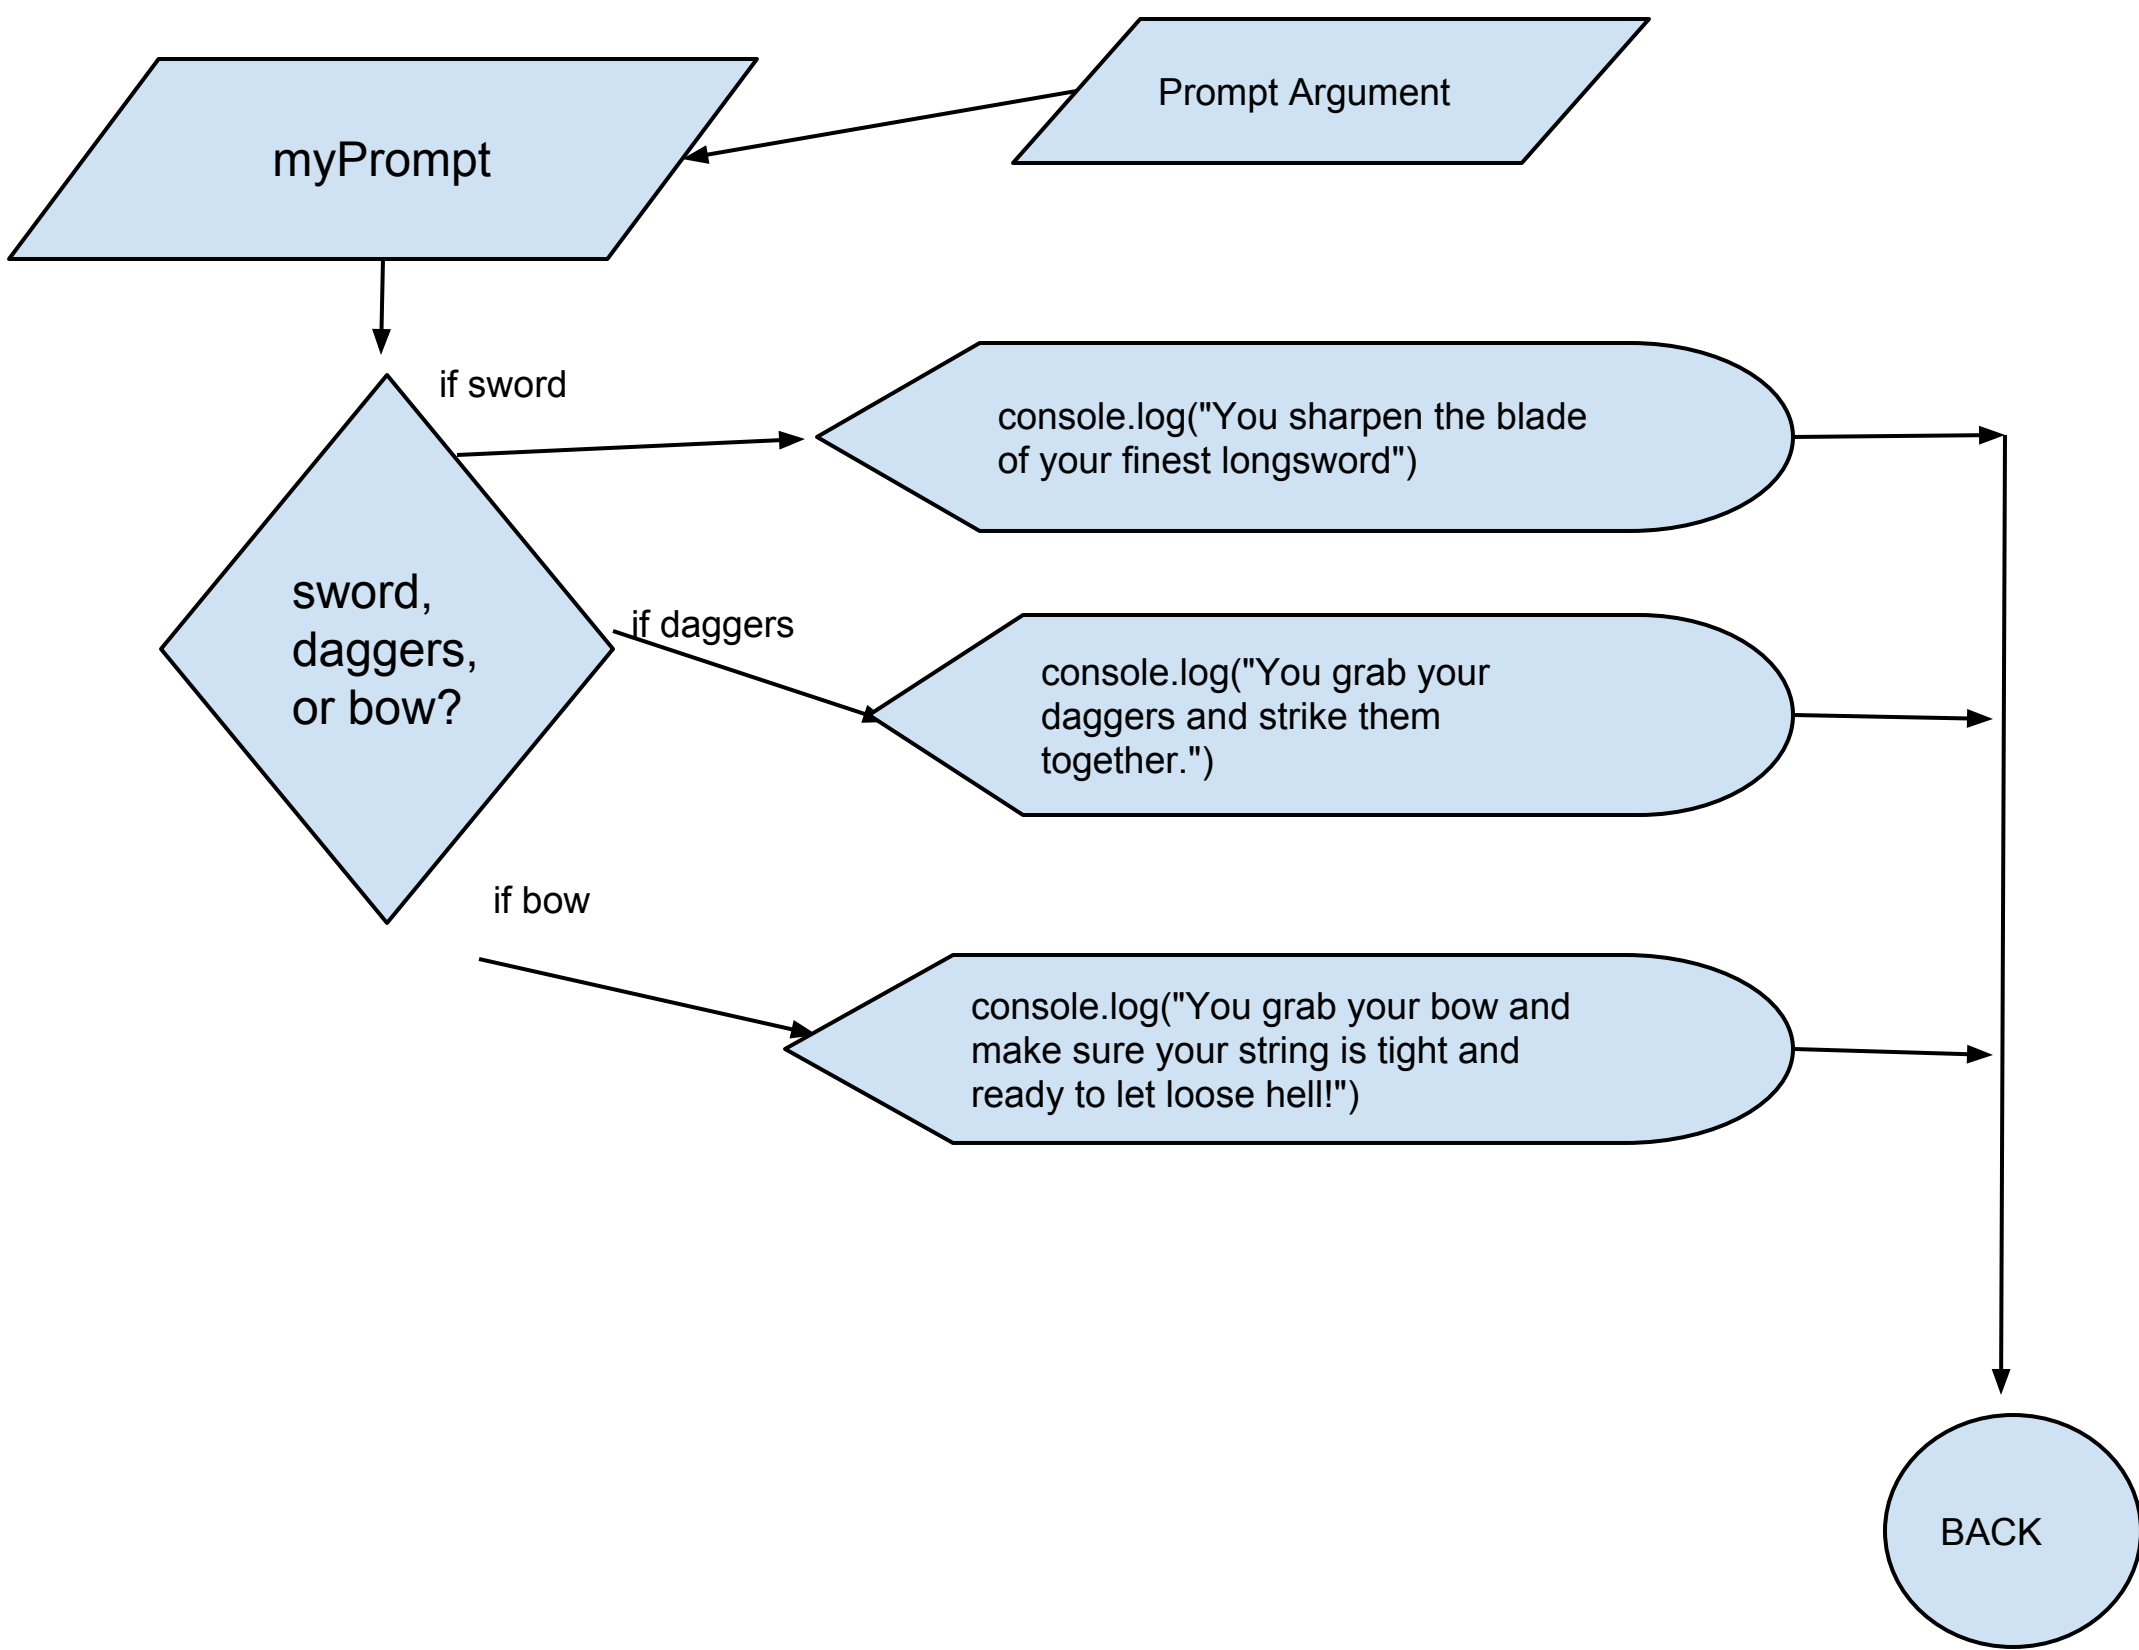 Prompt Argument
myPrompt
if sword
console.log("You sharpen the blade
of your finest longsword")
sword,
daggers,
or bow?
if daggers
console.log("You grab your
daggers and strike them
together.")
if bow
console.log("You grab your bow and
make sure your string is tight and
ready to let loose hell!")
BACK